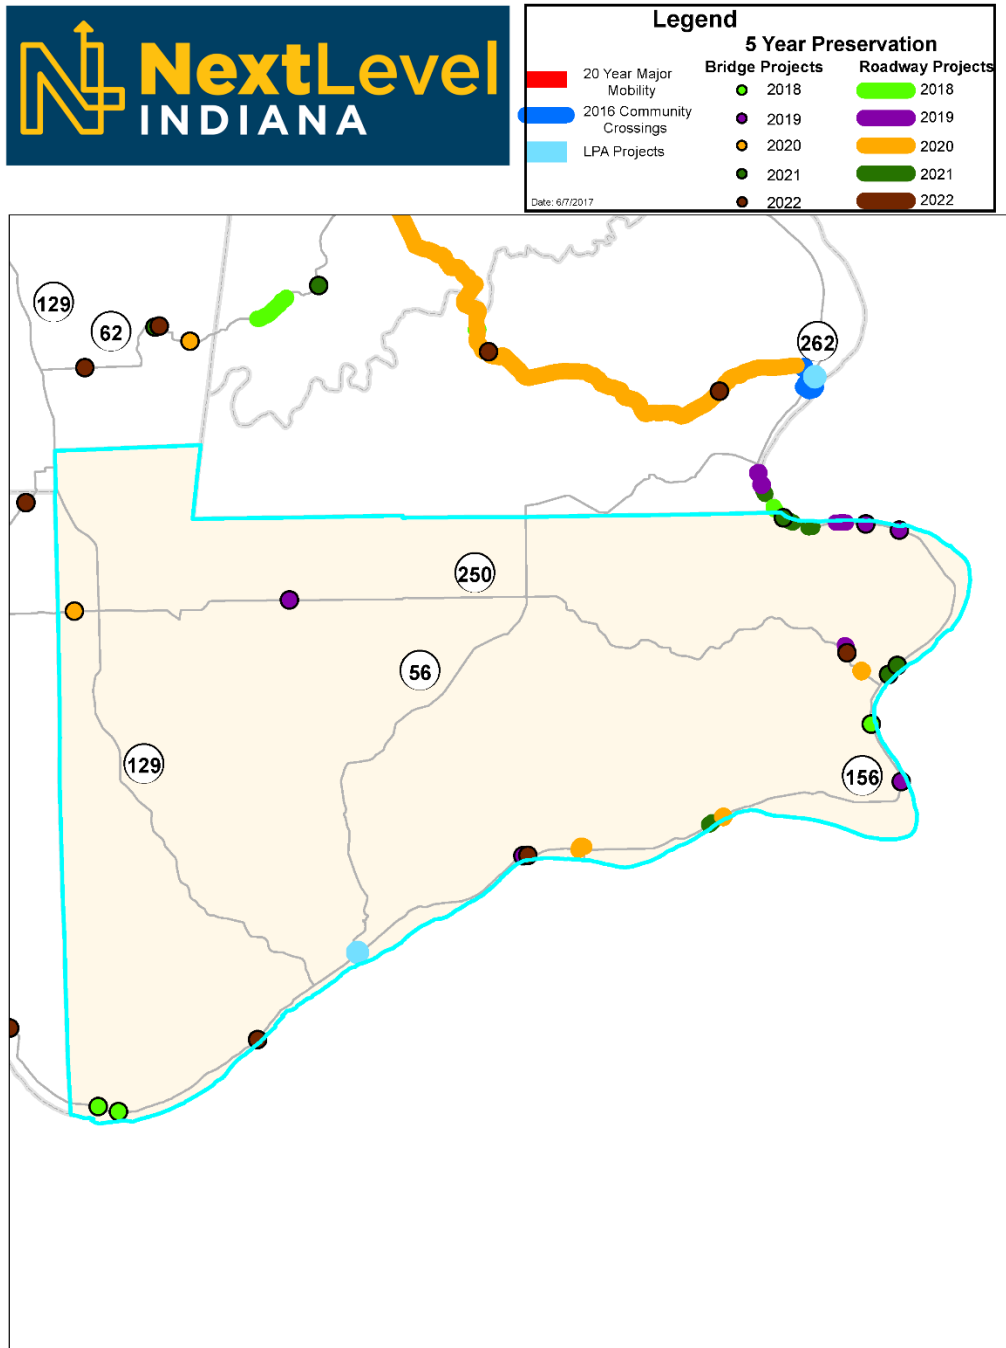 NextLevel
INDIANA
Legend
5 Year Preservation
Bridge Projects Roadway Projects
20 Year Major
Mobility
2016 Community
Crossings
LPA Projects
2018 2018
2019 2019
2020 2020
2021 2021
2022 2022
Date: 6/7/2017
129
62
262
250
56
129
156